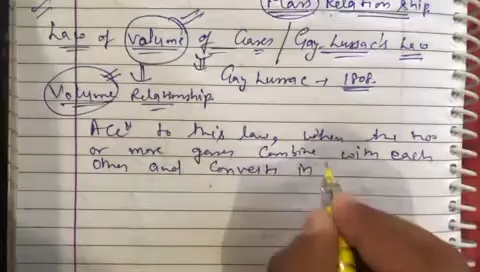 Mass Relationship
Law of Volume of Gases / Gay Lussac's Law
Gay Lussac → 1808.
Volume Relationship
Acc" to this law, when the two
or more gases Combine with each
other and converts in